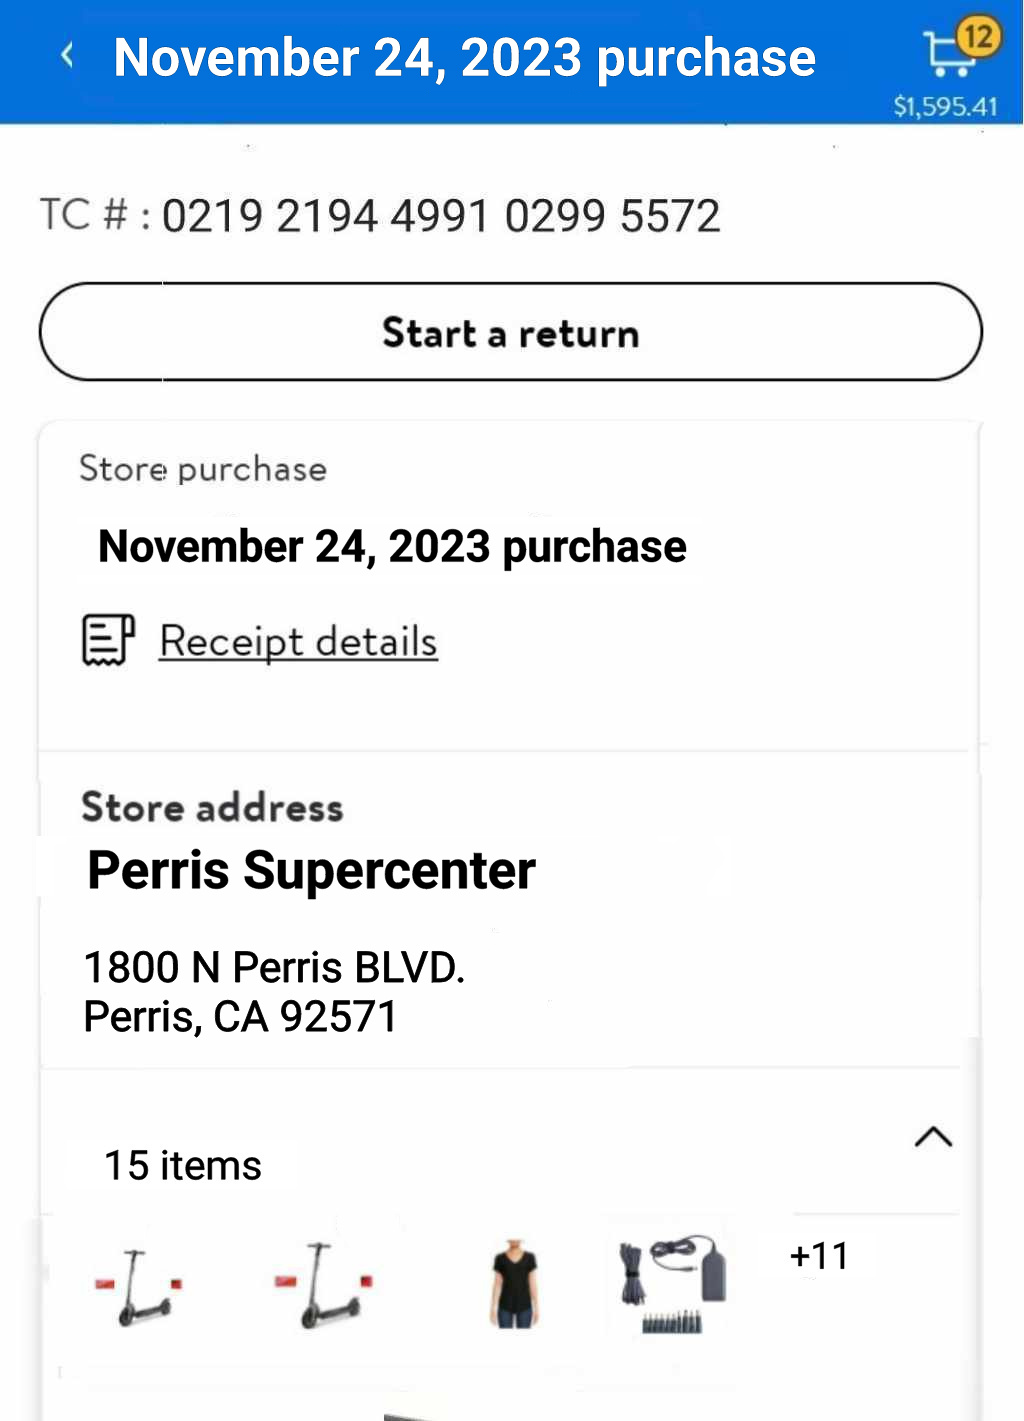 November 24, 2023 purchase
12
$1,595.41
TC # : 0219 2194 4991 0299 5572
Start a return
Store purchase
November 24, 2023 purchase
Receipt details
Store address
Perris Supercenter
1800 N Perris BLVD.
Perris, CA 92571
15 items
+11